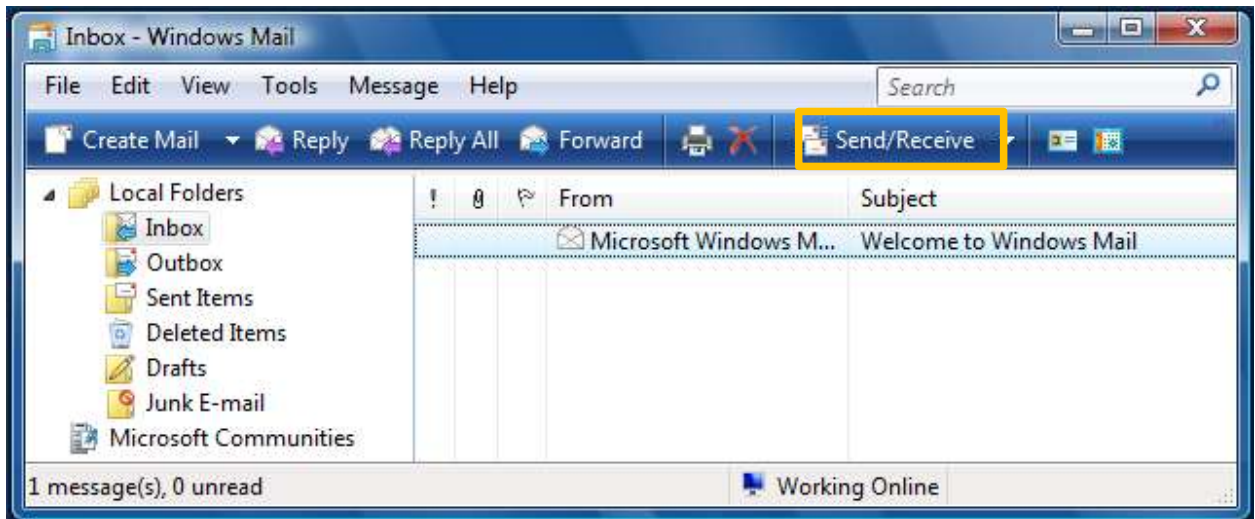 Inbox - Windows Mail
File Edit View Tools Message Help Search
Create Mail Reply Reply All Forward Send/Receive
Local Folders ! From Subject
Inbox Microsoft Windows M... Welcome to Windows Mail
Outbox
Sent Items
Deleted Items
Drafts
Junk E-mail
Microsoft Communities
1 message(s), 0 unread Working Online